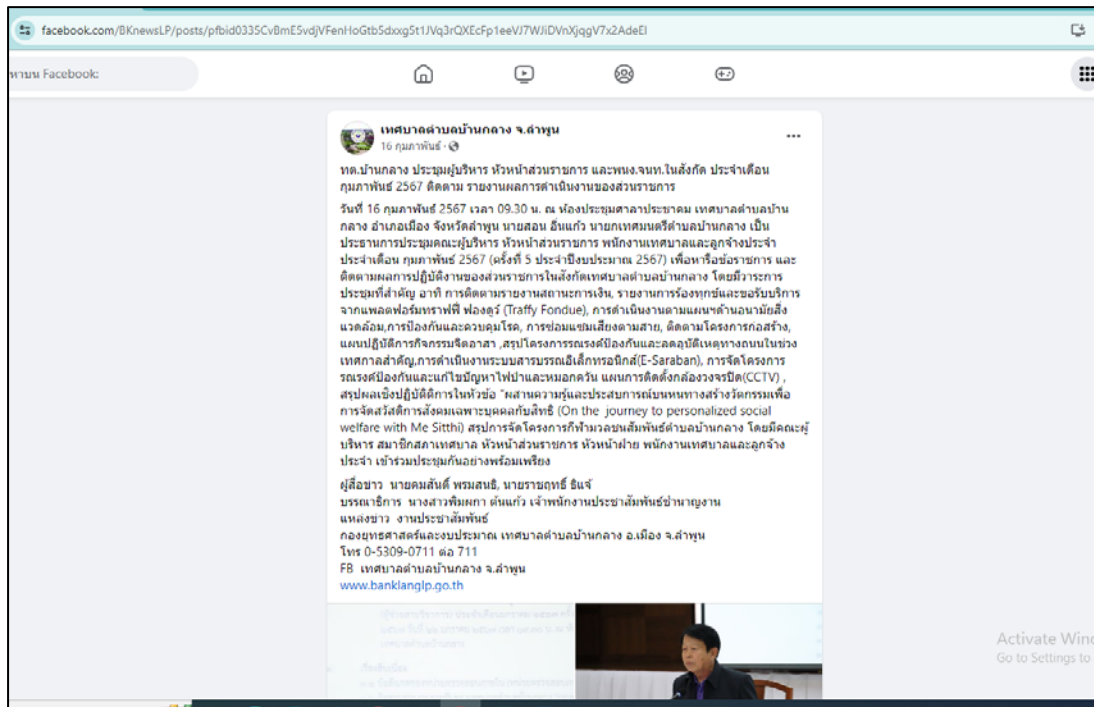 facebook.com/BKnewsLP/posts/pfbid0335CvBmE5vdjVFenHoGtb5dxxg5t1JVq3rQXEcFp1eeVJ7WJiDVnXjqgV7x2AdeEl
หาบน Facebook:
เทศบาลตำบลบ้านกลาง จ.ลำพูน
16 กุมภาพันธ์ ·
ทต.บ้านกลาง ประชุมผู้บริหาร หัวหน้าส่วนราชการ และพนง.จนท.ในสังกัด ประจำเดือน
กุมภาพันธ์ 2567 ติดตาม รายงานผลการดำเนินงานของส่วนราชการ
วันที่ 16 กุมภาพันธ์ 2567 เวลา 09.30 น. ณ ห้องประชุมศาลาประชาคม เทศบาลตำบลบ้าน
กลาง อำเภอเมือง จังหวัดลำพูน นายสอน อิ่นแก้ว นายกเทศมนตรีตำบลบ้านกลาง เป็น
ประธานการประชุมคณะผู้บริหาร หัวหน้าส่วนราชการ พนักงานเทศบาลและลูกจ้างประจำ
ประจำเดือน กุมภาพันธ์ 2567 (ครั้งที่ 5 ประจำปีงบประมาณ 2567) เพื่อหารือข้อราชการ และ
ติดตามผลการปฏิบัติงานของส่วนราชการในสังกัดเทศบาลตำบลบ้านกลาง โดยมีวาระการ
ประชุมที่สำคัญ อาทิ การติดตามรายงานสถานะการเงิน, รายงานการร้องทุกข์และขอรับบริการ
จากแพลตฟอร์มทราฟฟี่ ฟองดูว์ (Traffy Fondue), การดำเนินงานตามแผนฯด้านอนามัยสิ่ง
แวดล้อม,การป้องกันและควบคุมโรค, การซ่อมแซมเสียงตามสาย, ติดตามโครงการก่อสร้าง,
แผนปฏิบัติการกิจกรรมจิตอาสา ,สรุปโครงการรณรงค์ป้องกันและลดอุบัติเหตุทางถนนในช่วง
เทศกาลสำคัญ,การดำเนินงานระบบสารบรรณอิเล็กทรอนิกส์(E-Saraban), การจัดโครงการ
รณรงค์ป้องกันและแก้ไขปัญหาไฟป่าและหมอกควัน แผนการติดตั้งกล้องวงจรปิด(CCTV) ,
สรุปผลเชิงปฏิบัติติการในหัวข้อ "ผสานความรู้และประสบการณ์บนหนทางสร้างวัตกรรมเพื่อ
การจัดสวัสดิการสังคมเฉพาะบุคคลกับสิทธิ (On the journey to personalized social
welfare with Me Sitthi) สรุปการจัดโครงการกีฬามวลชนสัมพันธ์ตำบลบ้านกลาง โดยมีคณะผู้
บริหาร สมาชิกสภาเทศบาล หัวหน้าส่วนราชการ หัวหน้าฝ่าย พนักงานเทศบาลและลูกจ้าง
ประจำ เข้าร่วมประชุมกันอย่างพร้อมเพรียง
ผู้สื่อข่าว นายคมสันติ์ พรมสนธิ, นายราชฤทธิ์ ธิแจ้
บรรณาธิการ นางสาวพิมผกา ต้นแก้ว เจ้าพนักงานประชาสัมพันธ์ชำนาญงาน
แหล่งข่าว งานประชาสัมพันธ์
กองยุทธศาสตร์และงบประมาณ เทศบาลตำบลบ้านกลาง อ.เมือง จ.ลำพูน
โทร 0-5309-0711 ต่อ 711
FB เทศบาลตำบลบ้านกลาง จ.ลำพูน
www.banklanglp.go.th
Activate Wind
Go to Settings to